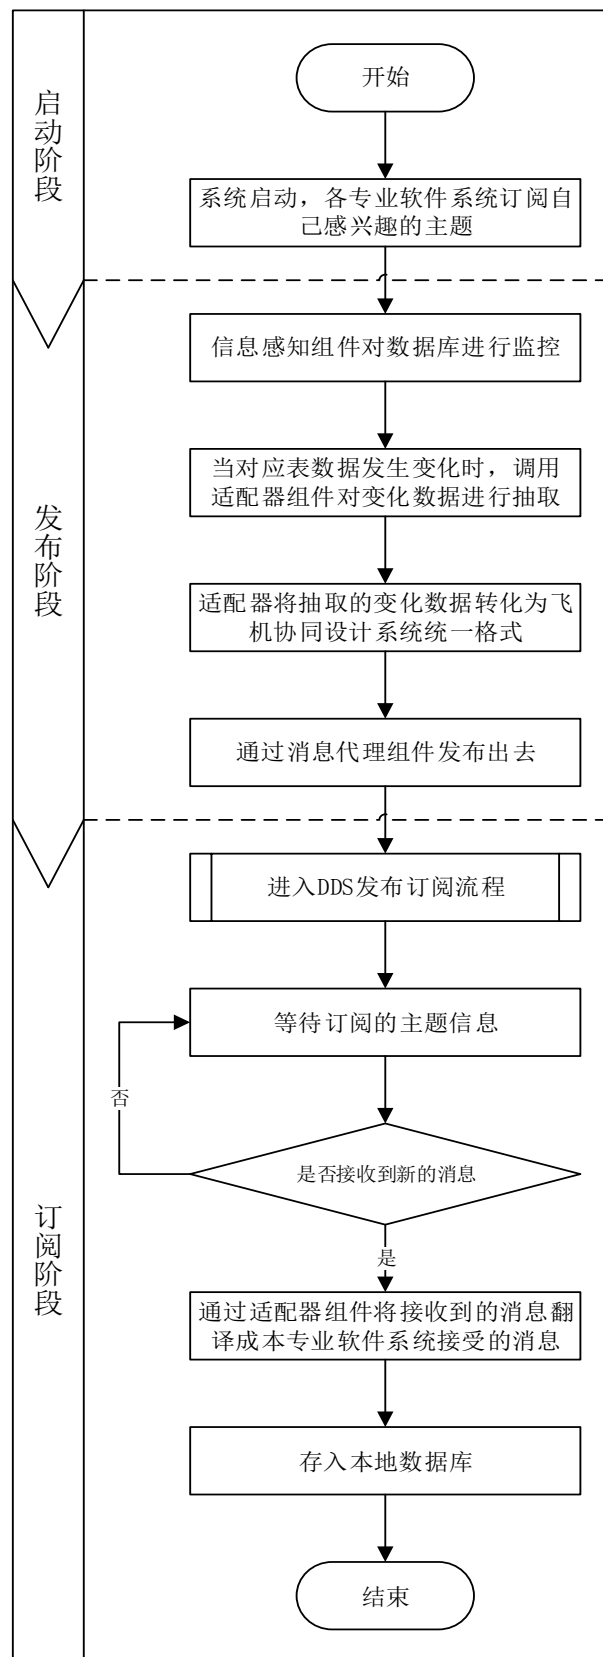 启动阶段
开始
系统启动，各专业软件系统订阅自
己感兴趣的主题
发布阶段
信息感知组件对数据库进行监控
当对应表数据发生变化时，调用
适配器组件对变化数据进行抽取
适配器将抽取的变化数据转化为飞
机协同设计系统统一格式
通过消息代理组件发布出去
订阅阶段
进入DDS发布订阅流程
等待订阅的主题信息
否
是否接收到新的消息
是
通过适配器组件将接收到的消息翻
译成本专业软件系统接受的消息
存入本地数据库
结束